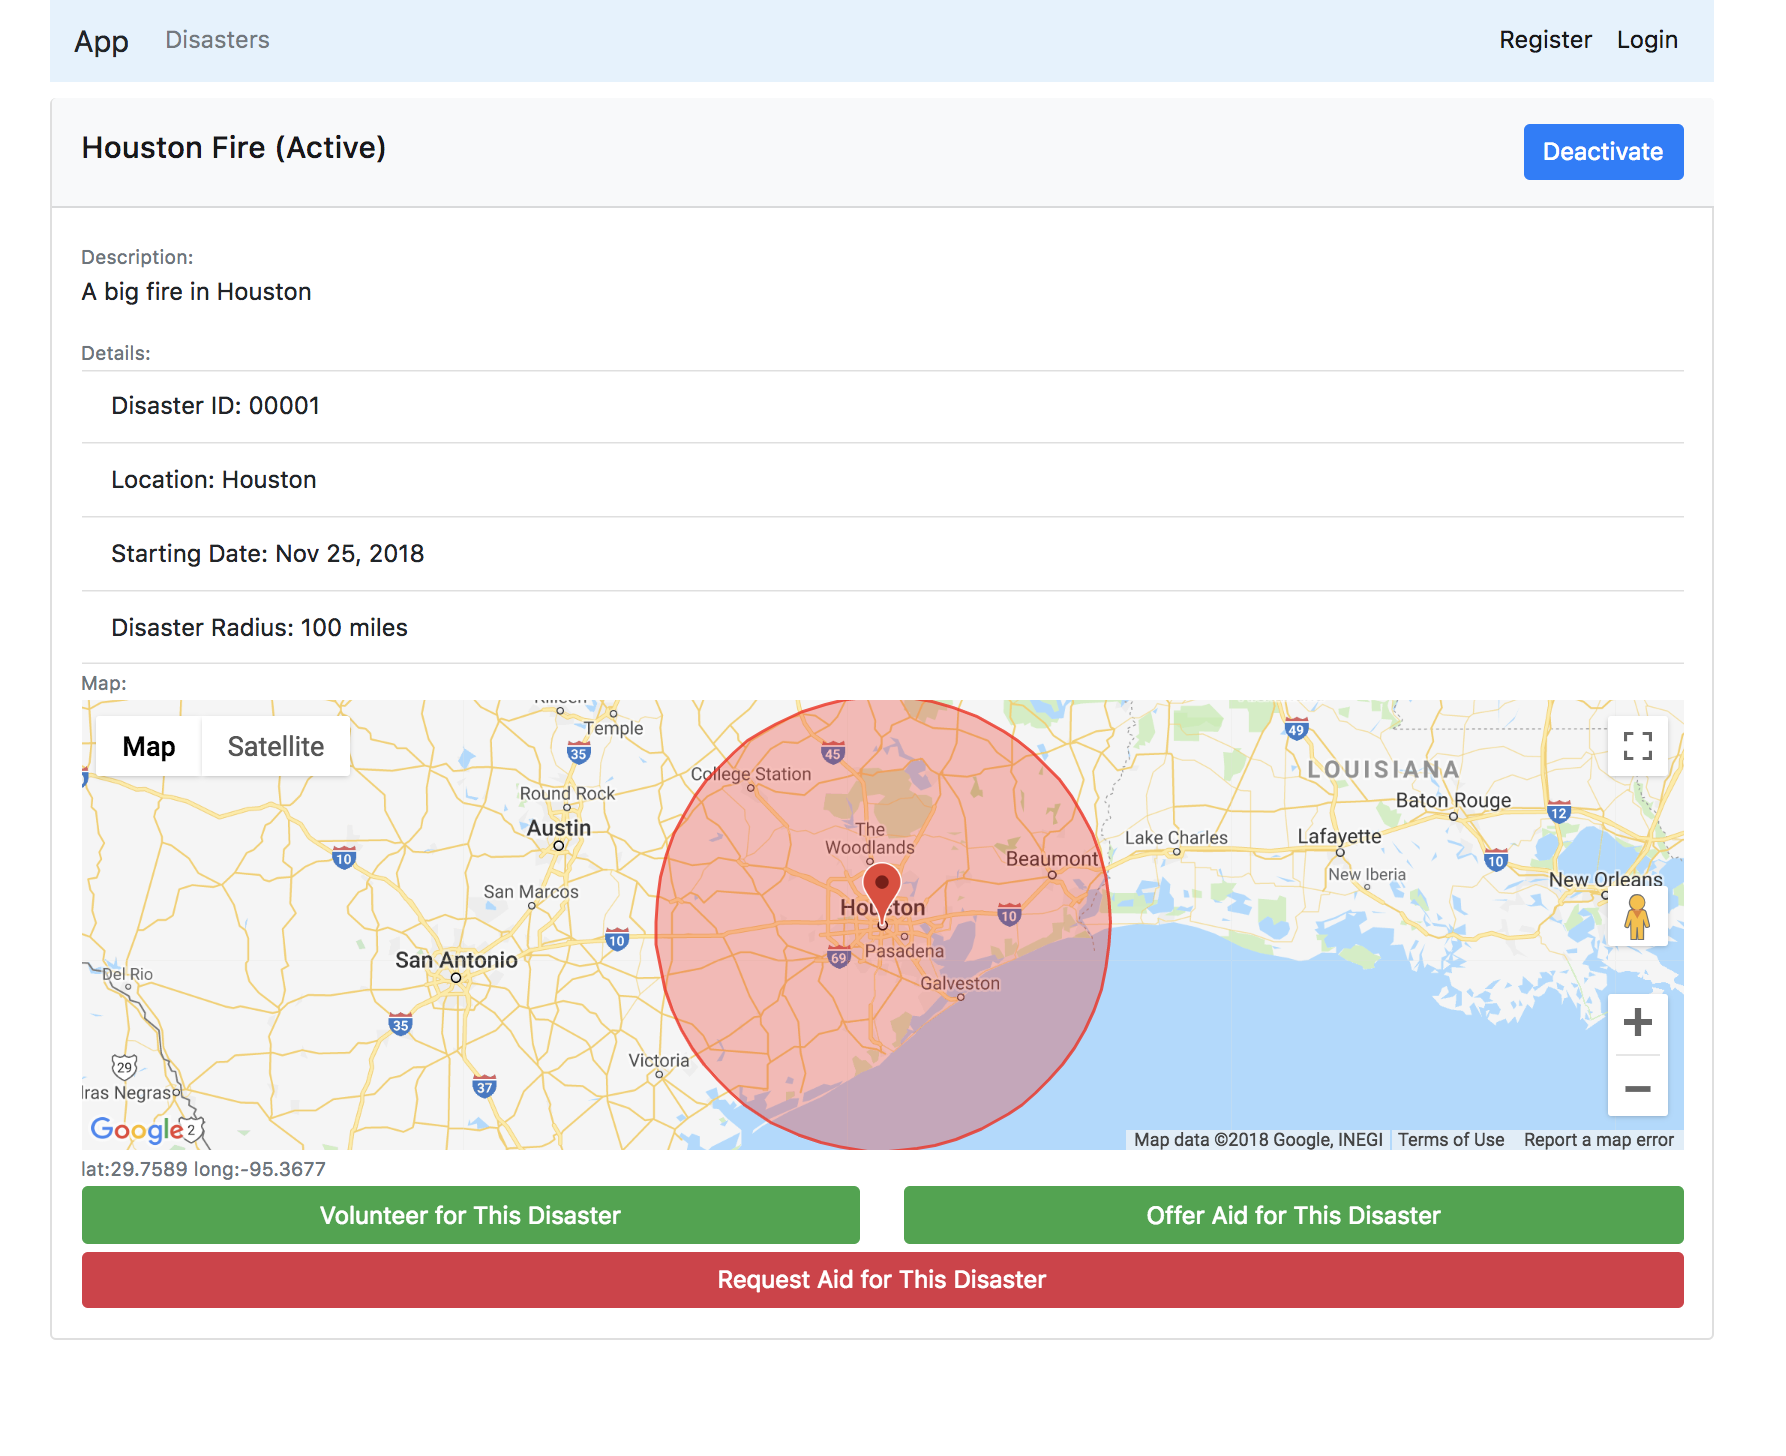 App Disasters Register Login
Houston Fire (Active) Deactivate
Description:
A big fire in Houston
Details:
Disaster ID: 00001
Location: Houston
Starting Date: Nov 25, 2018
Disaster Radius: 100 miles
Map:
Map Satellite
Temple
35
45
49
LOUISIANA
College Station
Round Rock
Baton Rouge
12
Austin
The
Woodlands
Lake Charles
Lafayette
10
Beaumont
10
New Iberia
New Orleans
San Marcos
Houston
10
10
Pasadena
69
San Antonio
Del Rio
Galveston
35
Victoria
29
37
dras Negras
Google
2
Map data ©2018 Google, INEGI Terms of Use Report a map error
lat:29.7589 long:-95.3677
Volunteer for This Disaster Offer Aid for This Disaster
Request Aid for This Disaster